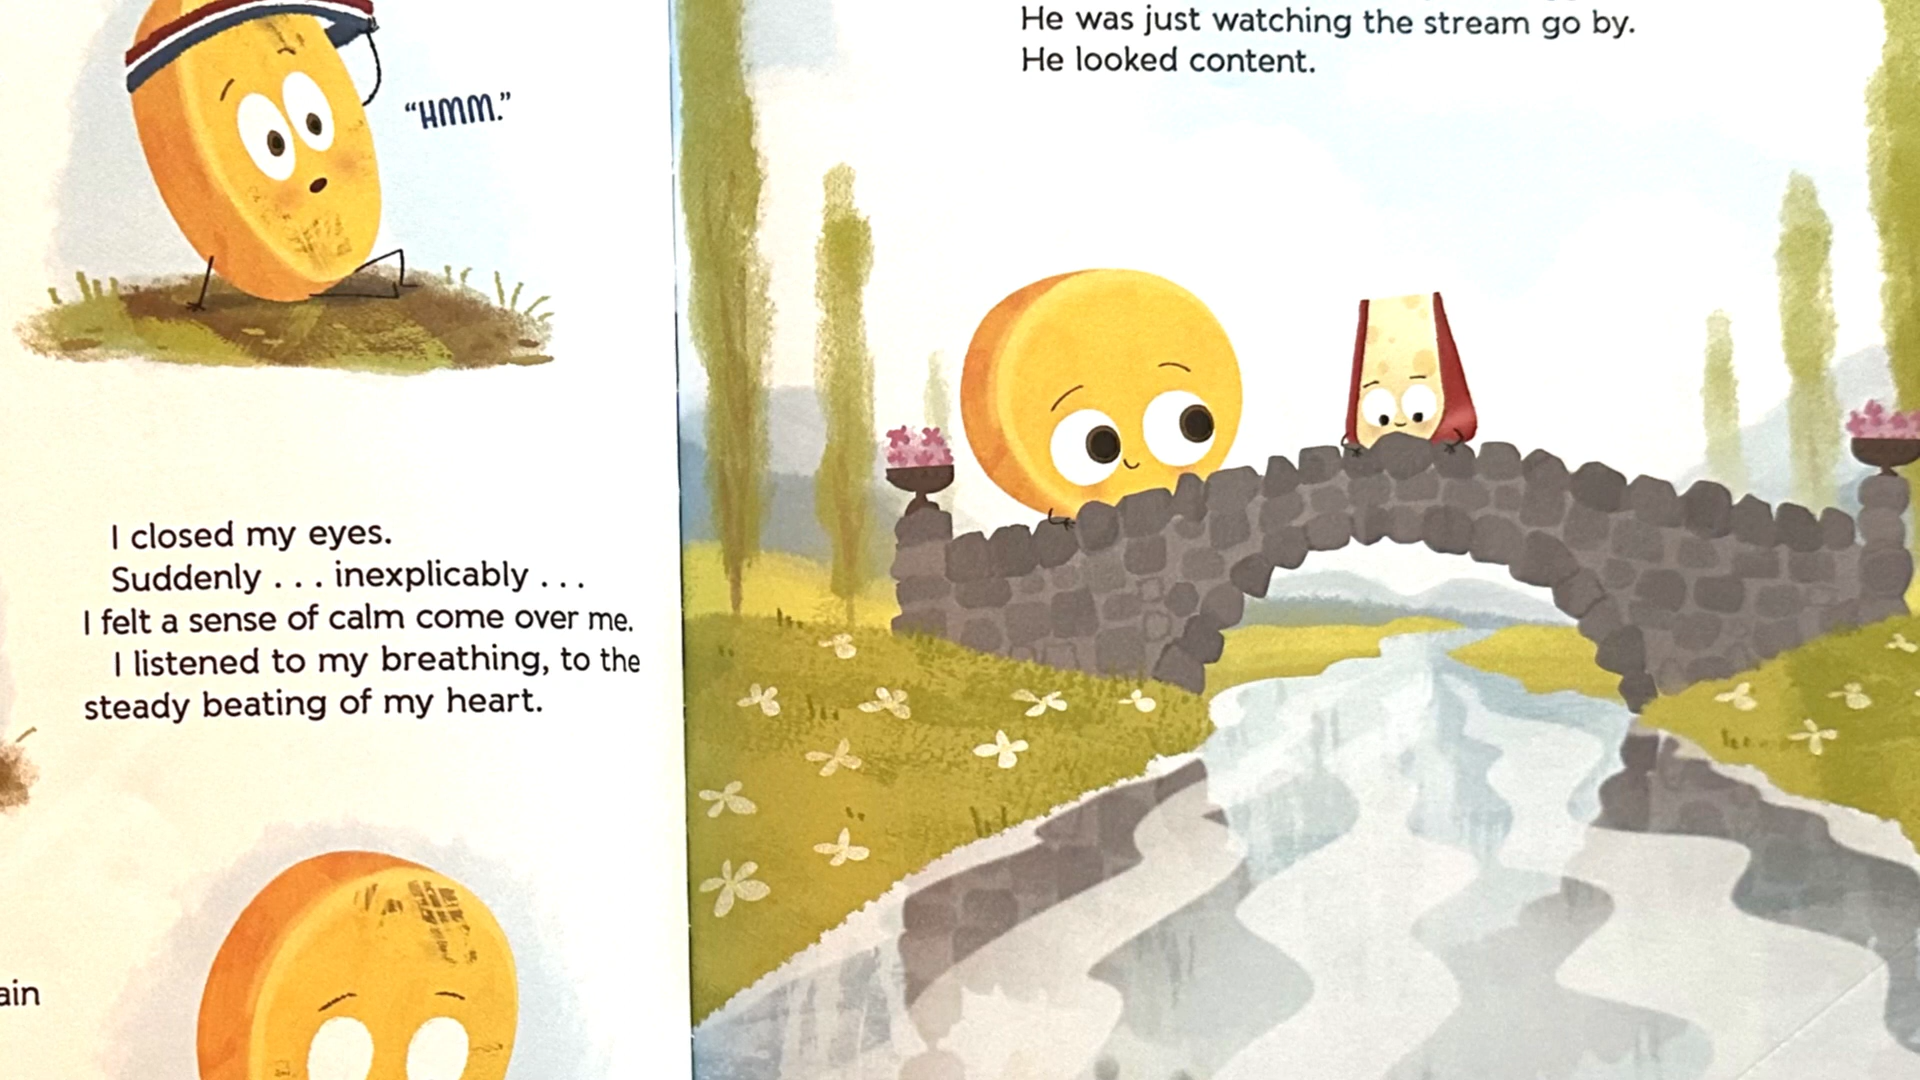 "HMM."
I closed my eyes.
Suddenly . . . inexplicably . . .
I felt a sense of calm come over me.
I listened to my breathing, to the
steady beating of my heart.
ain
He was just watching the stream go by.
He looked content.